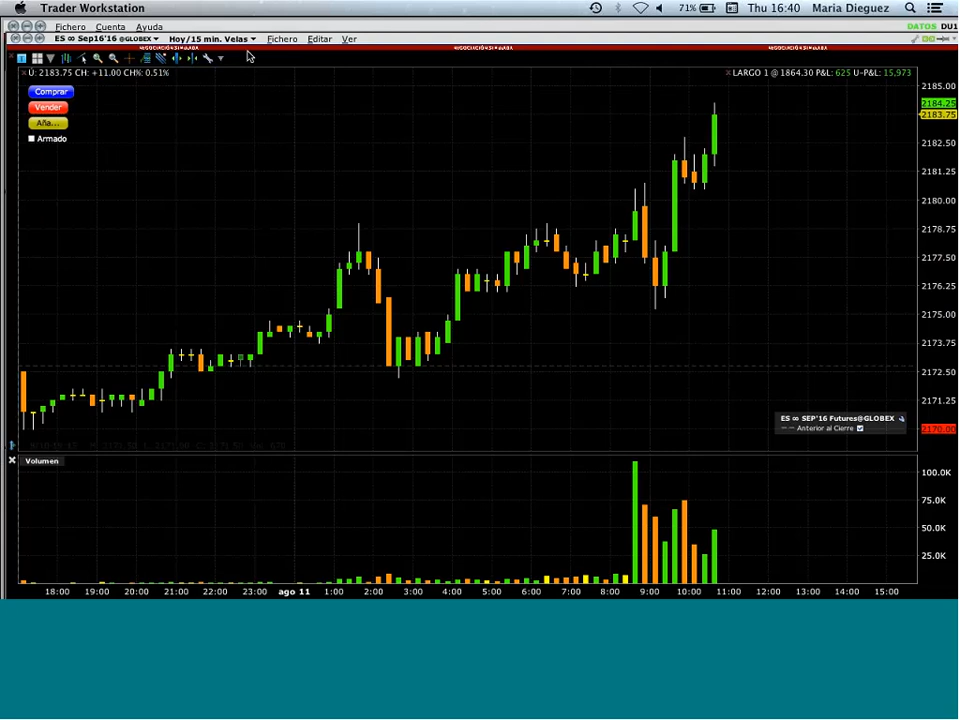 Trader Workstation 71% Thu 16:40 Maria Dieguez
Fichero Cuenta Ayuda DATOS DU1
ES ∞ Sep16'16 @GLOBEX Hoy/15 min. Velas Fichero Editar Ver
Ú: 2183.75 CH: +11.00 CH%: 0.51% LARGO 1 @ 1864.30 P&L: 625 U-P&L: 15,973
Comprar
Vender
Aña...
Armado
2185.00
2184.25
2183.75
2182.50
2181.25
2180.00
2178.75
2177.50
2176.25
2175.00
2173.75
2172.50
2171.25
2170.00
ES ∞ SEP'16 Futures@GLOBEX
Anterior al Cierre
Volumen
100.0K
75.0K
50.0K
25.0K
18:00 19:00 20:00 21:00 22:00 23:00 ago 11 1:00 2:00 3:00 4:00 5:00 6:00 7:00 8:00 9:00 10:00 11:00 12:00 13:00 14:00 15:00